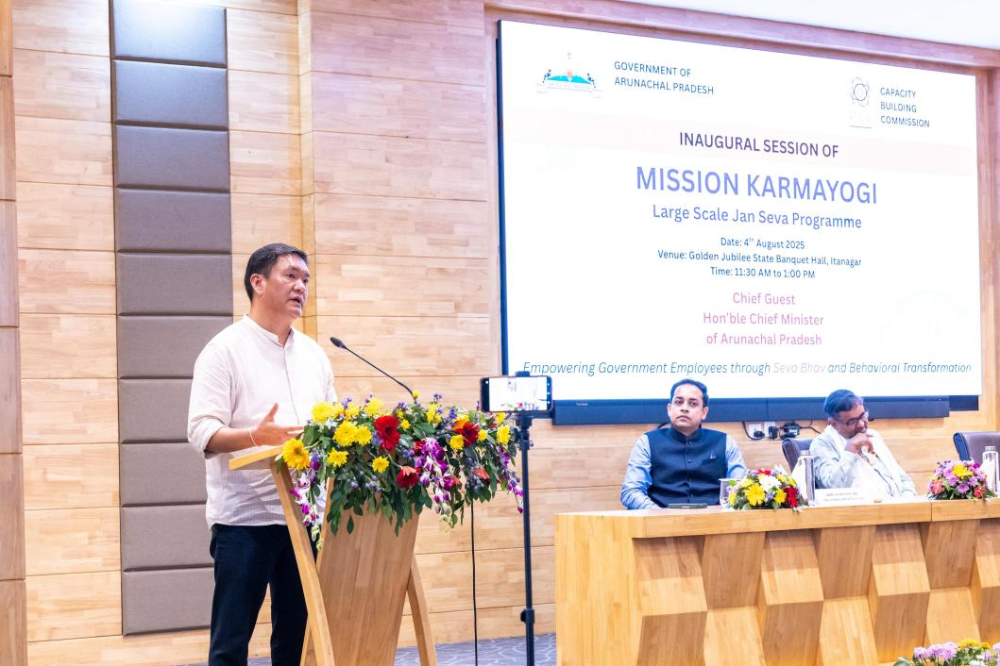 GOVERNMENT OF
ARUNACHAL PRADESH
CAPACITY
BUILDING
COMMISSION
INAUGURAL SESSION OF
MISSION KARMAYOGI
Large Scale Jan Seva Programme
Date: 4th August 2025
Venue: Golden Jubilee State Banquet Hall, Itanagar
Time: 11:30 AM to 1:00 PM
Chief Guest
Hon'ble Chief Minister
of Arunachal Pradesh
Empowering Government Employees through Seva Bhav and Behavioral Transformation